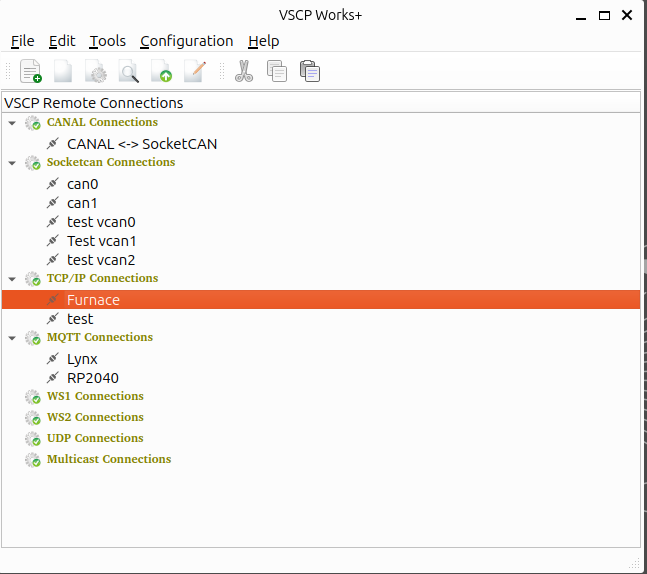 VSCP Works+
File Edit Tools Configuration Help
VSCP Remote Connections
CANAL Connections
CANAL <-> SocketCAN
Socketcan Connections
can0
can1
test vcan0
Test vcan1
test vcan2
TCP/IP Connections
Furnace
test
MQTT Connections
Lynx
RP2040
WS1 Connections
WS2 Connections
UDP Connections
Multicast Connections